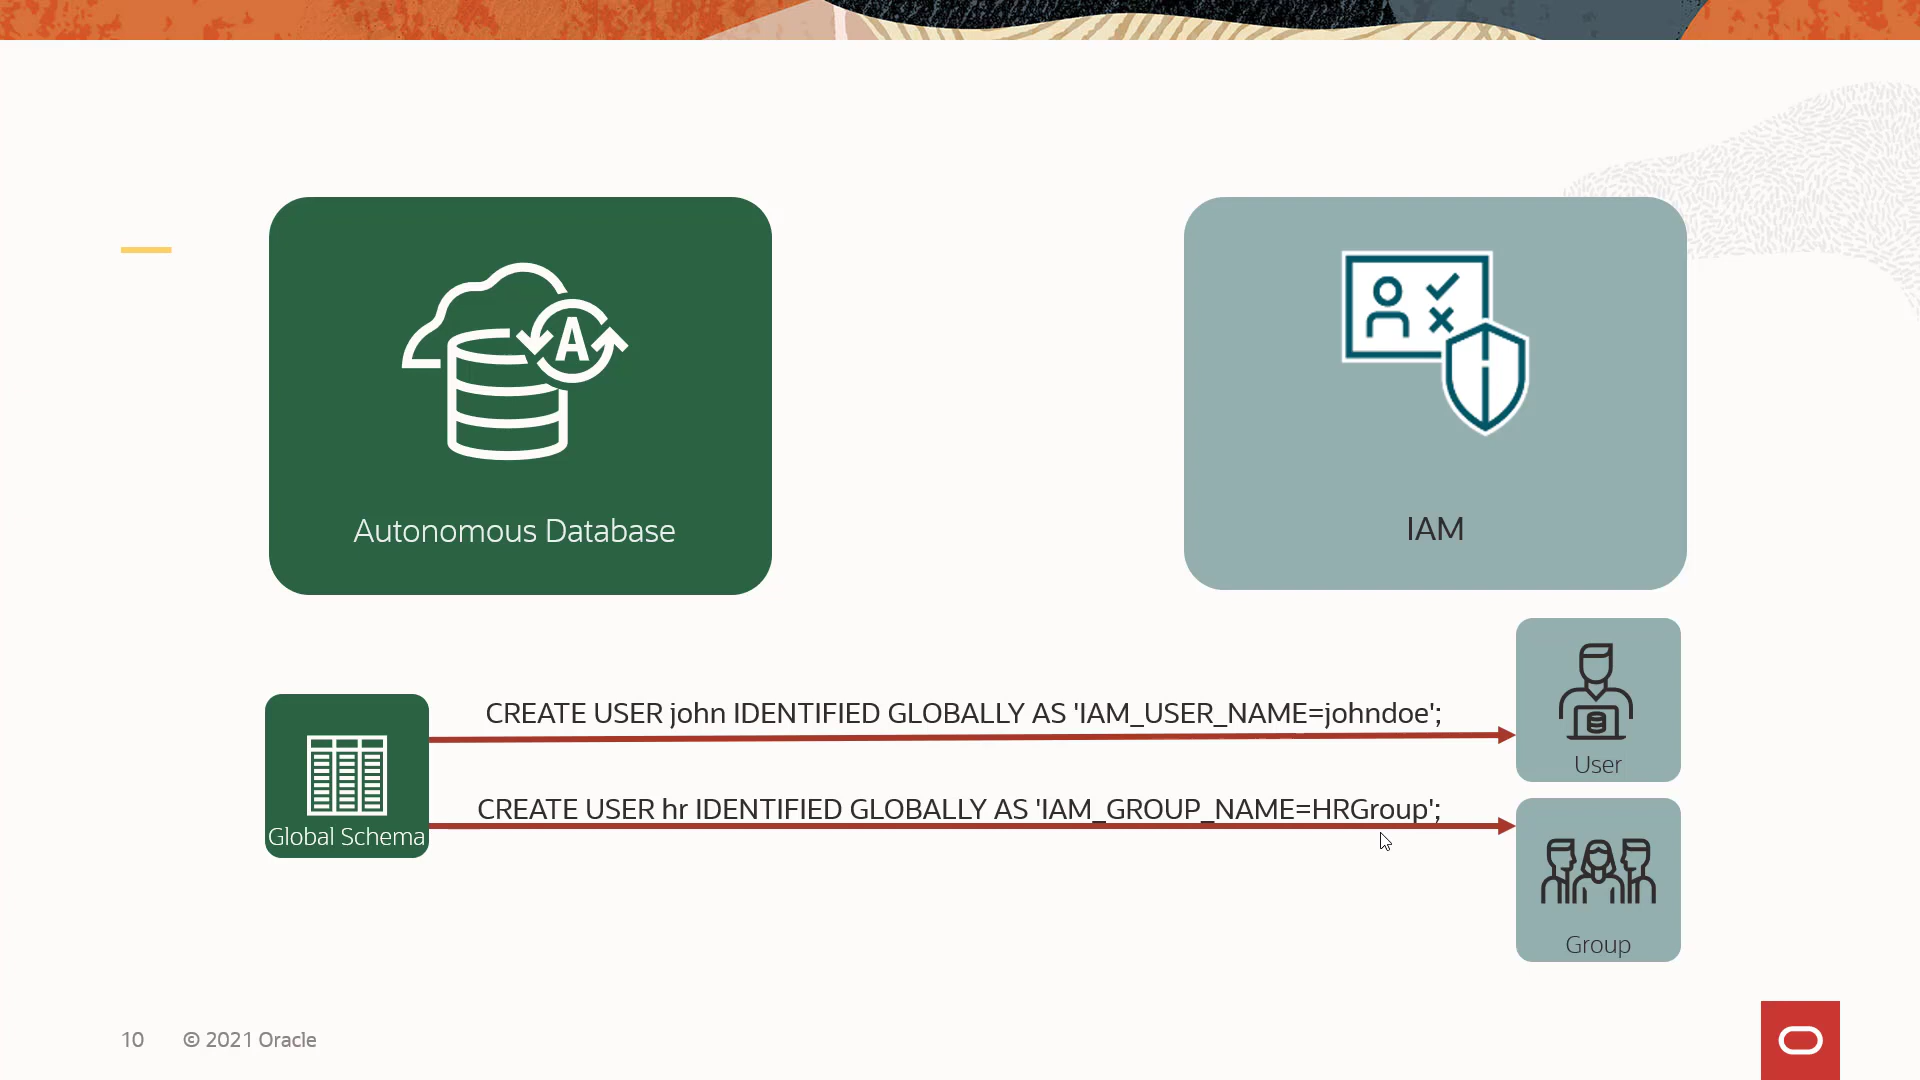 A
Autonomous Database
IAM
CREATE USER john IDENTIFIED GLOBALLY AS 'IAM_USER_NAME=johndoe';
User
CREATE USER hr IDENTIFIED GLOBALLY AS 'IAM_GROUP_NAME=HRGroup';
Global Schema
Group
10 © 2021 Oracle